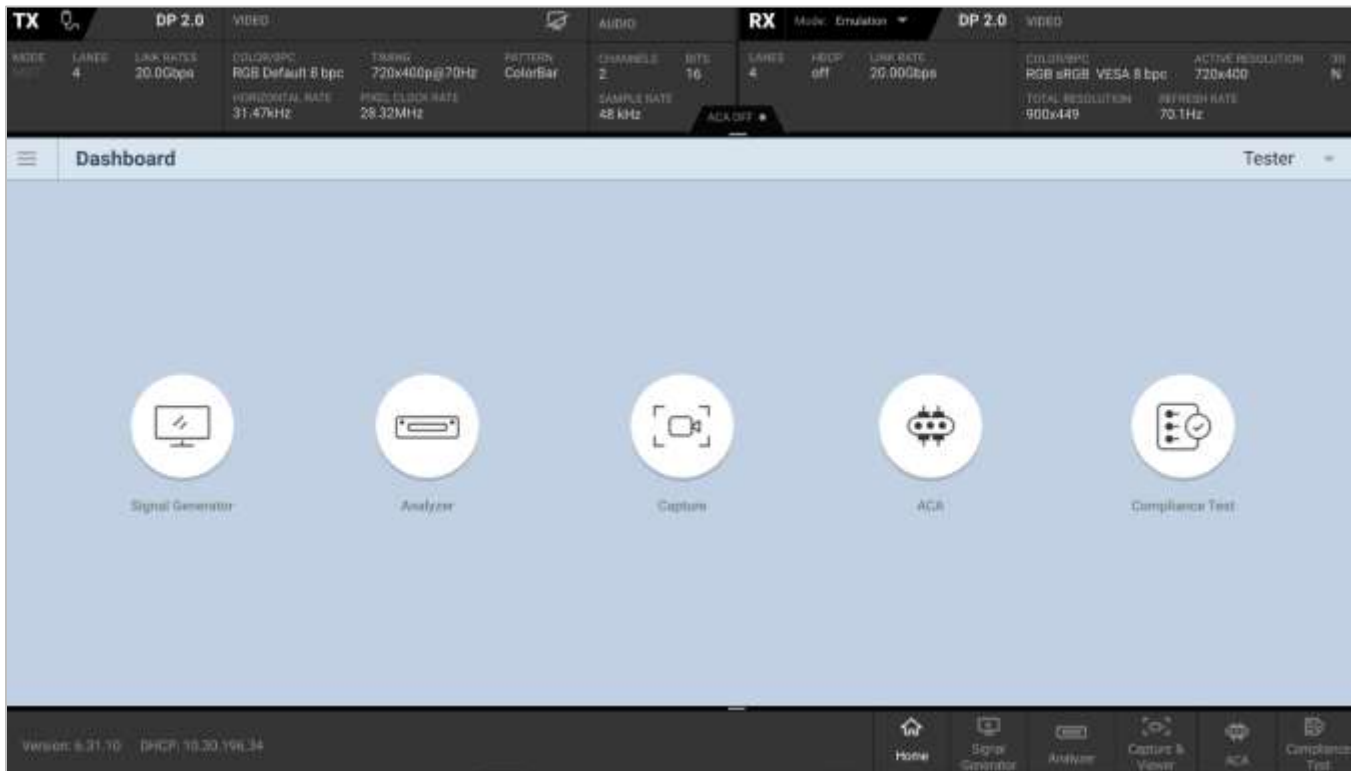 TX DP 2.0 VIDEO AUDIO RX Mode: Emulation DP 2.0 VIDEO
MODE LANES LINK RATES COLOR/BPC TIMING PATTERN CHANNELS BITS LANES HDCP LINK RATE COLOR/BPC ACTIVE RESOLUTION
4 20.0Gbps RGB Default 8 bpc 720x400p@70Hz ColorBar 2 16 4 off 20.00Gbps RGB sRGB VESA 8 bpc 720x400 N
HORIZONTAL RATE PIXEL CLOCK RATE SAMPLE RATE TOTAL RESOLUTION REFRESH RATE
31.47kHz 28.32MHz 48 kHz ACA OFF 900x449 70.1Hz
Dashboard Tester
Signal Generator Analyzer Capture ACA Compliance Test
Version: 6.31.10 DHCP: 10.30.196.34
Home
Signal Generator
Analyzer
Capture & Viewer
ACA
Compliance Test